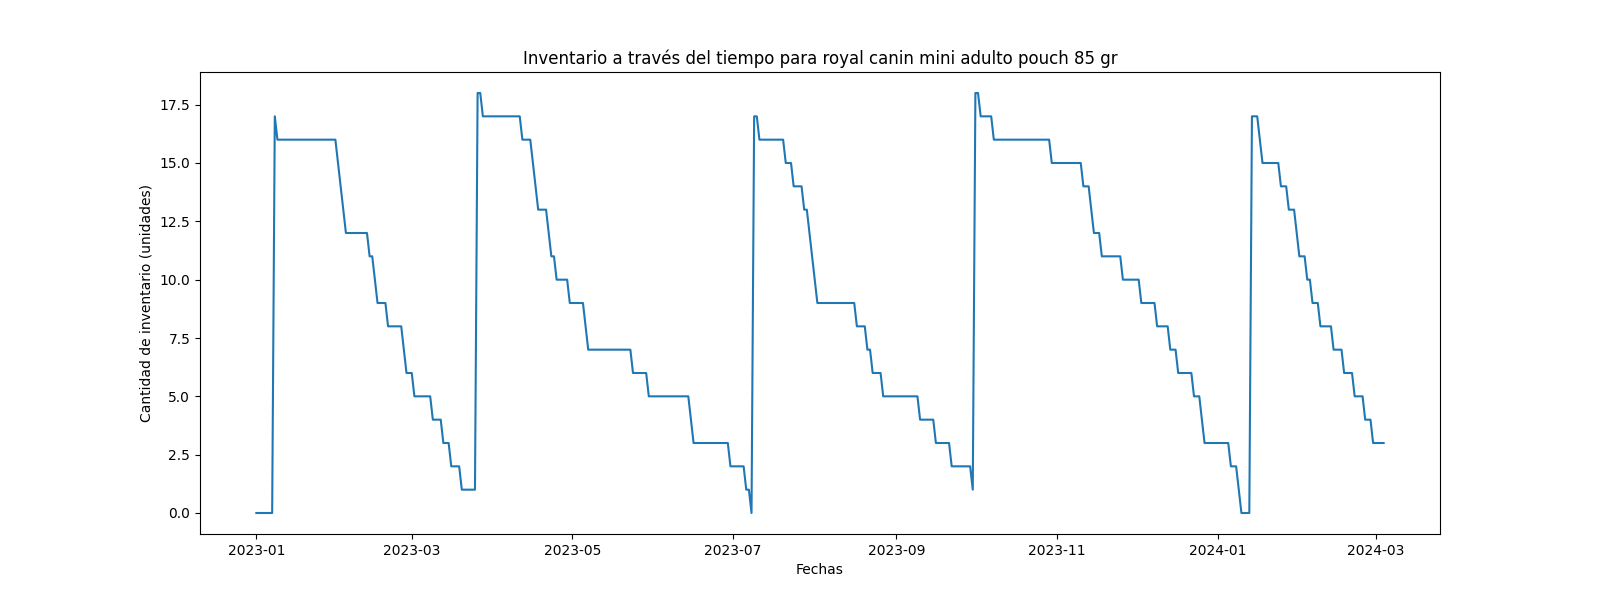 Inventario a través del tiempo para royal canin mini adulto pouch 85 gr
Cantidad de inventario (unidades)
17.5
15.0
12.5
10.0
7.5
5.0
2.5
0.0
2023-01 2023-03 2023-05 2023-07 2023-09 2023-11 2024-01 2024-03
Fechas